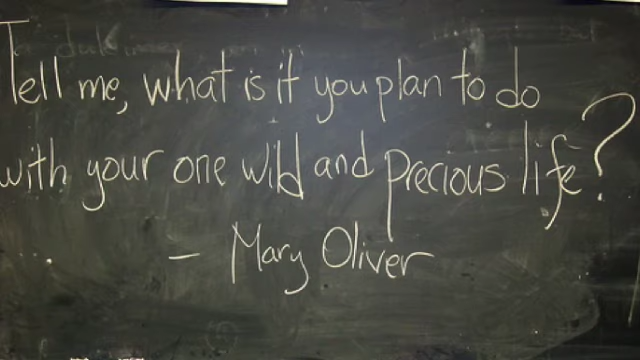 Tell me, what is it you plan to do
with your one wild and precious life?
- Mary Oliver